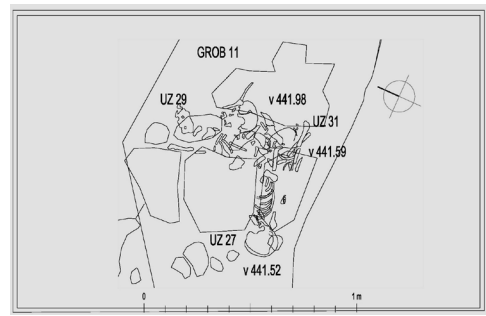 GROB 11
UZ 29
v 441.98
UZ 31
v 441.59
UZ 27
v 441.52
0 1 m